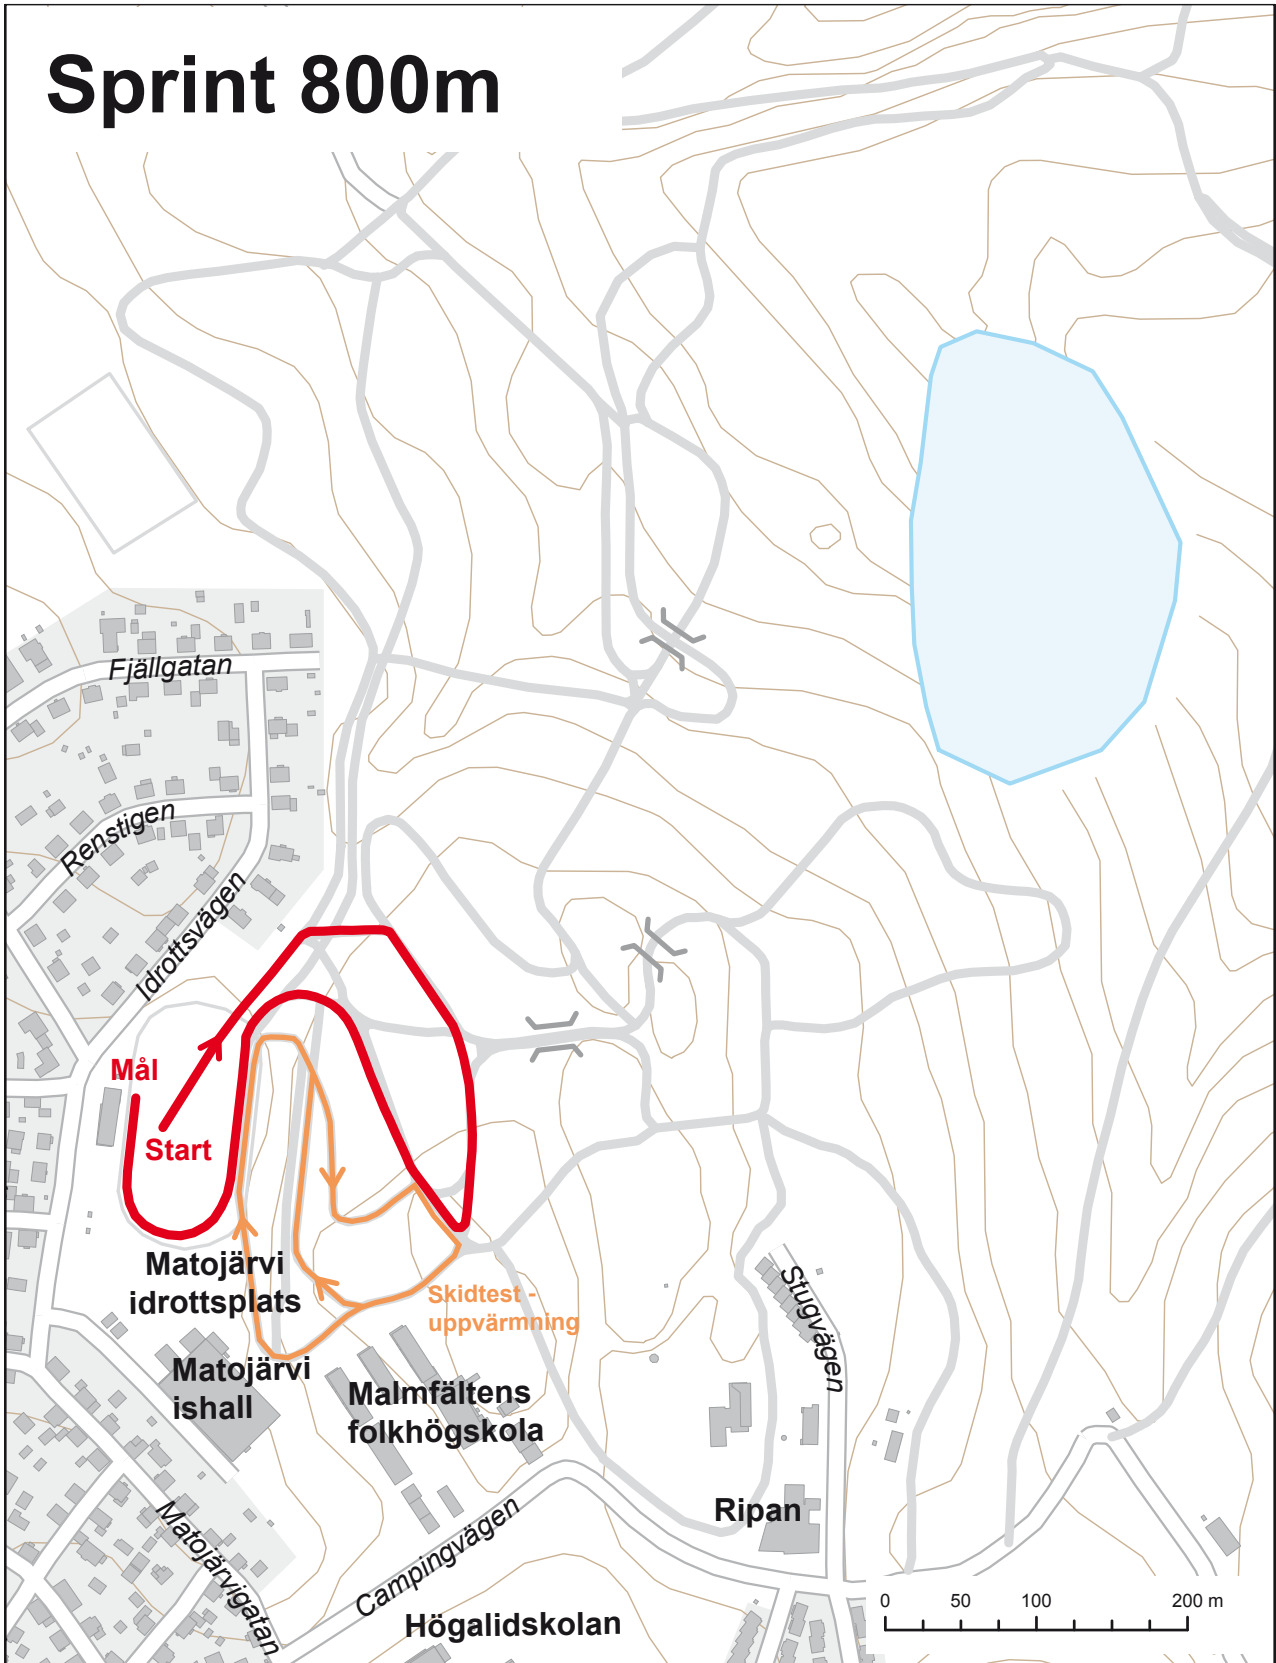 Sprint 800m
Fjällgatan
Renstigen
Idrottsvägen
Mål
Start
Matojärvi
idrottsplats
Skidtest -
uppvärmning
Stugvägen
Matojärvi
ishall
Malmfältens
folkhögskola
Ripan
Matojärvigatan
Campingvägen
Högalidskolan
0 50 100 200 m